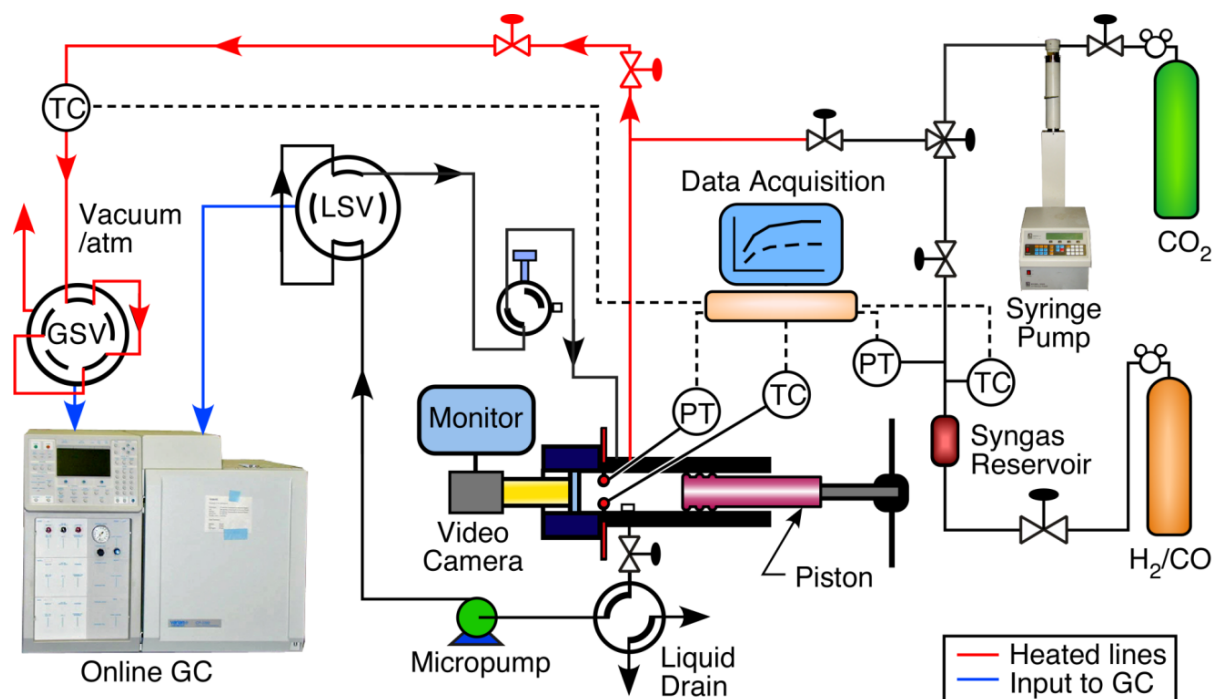 TC
Vacuum
/atm
GSV
LSV
Data Acquisition
CO2
Syringe
Pump
PT
TC
PT
TC
Monitor
Video
Camera
Syngas
Reservoir
H2/CO
Piston
Micropump
Liquid
Drain
Online GC
Heated lines
Input to GC